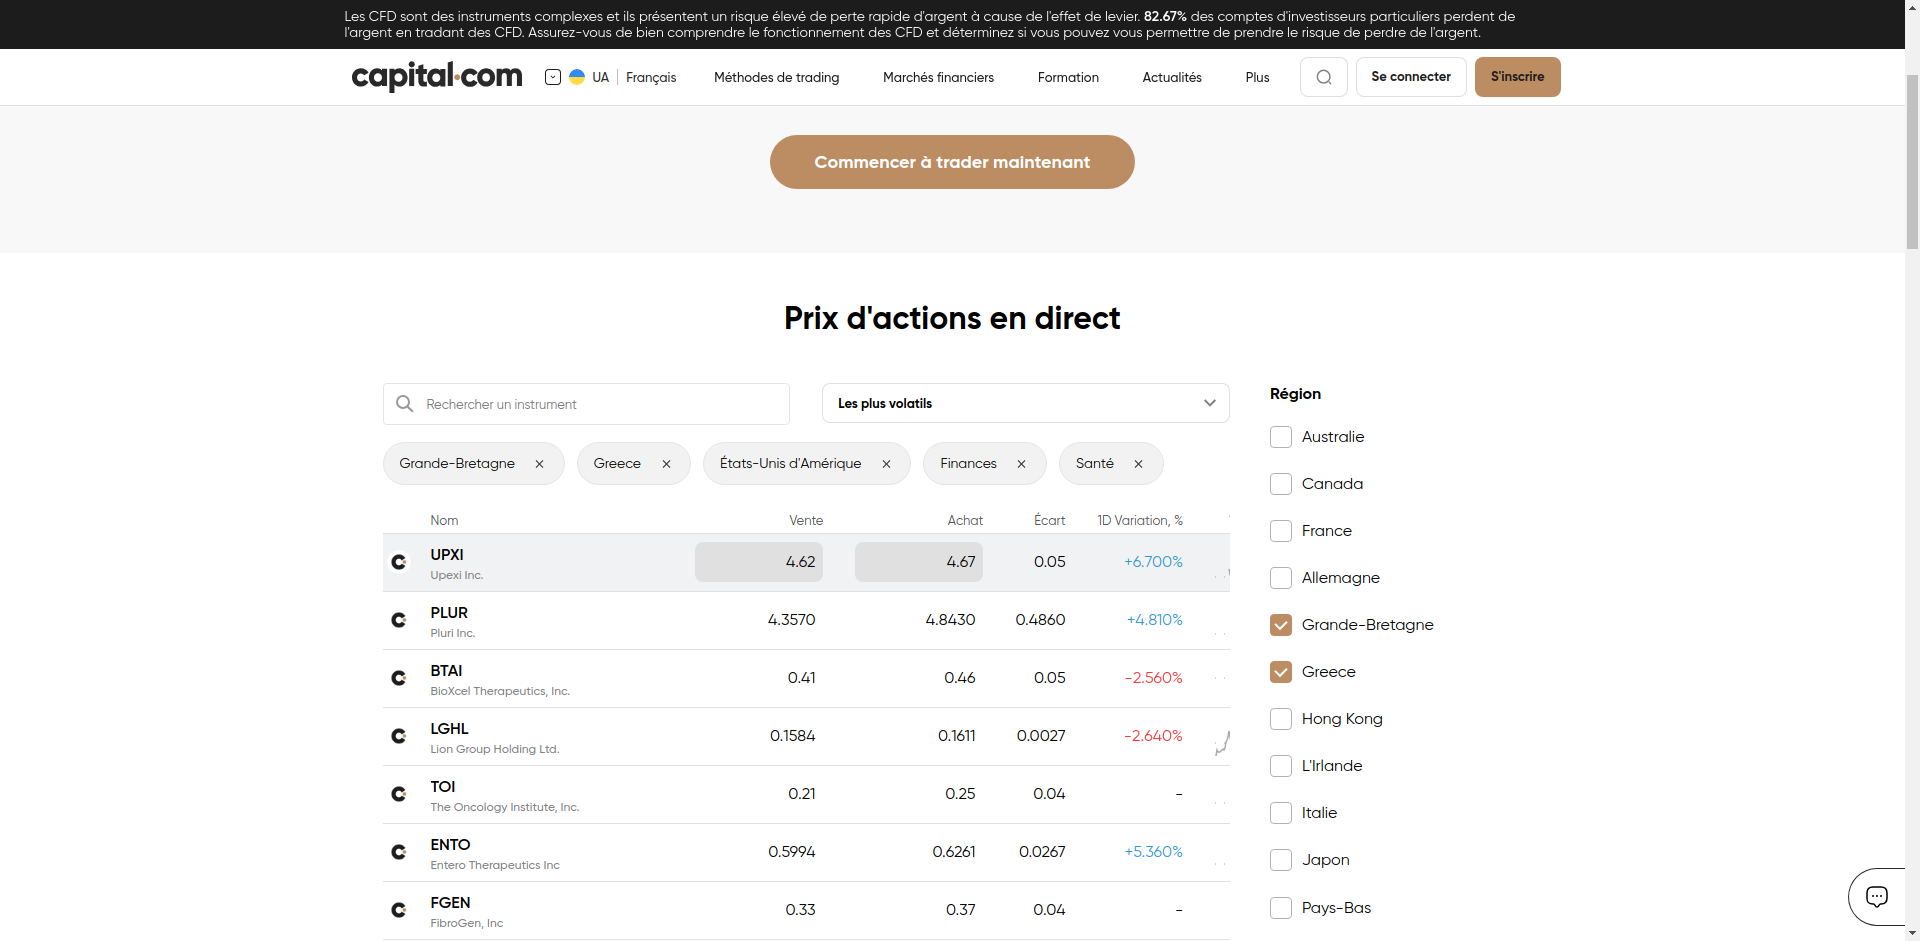 Les CFD sont des instruments complexes et ils présentent un risque élevé de perte rapide d'argent à cause de l'effet de levier. 82.67% des comptes d'investisseurs particuliers perdent de
l'argent en tradant des CFD. Assurez-vous de bien comprendre le fonctionnement des CFD et déterminez si vous pouvez vous permettre de prendre le risque de perdre de l'argent.
capital.com UA Français Méthodes de trading Marchés financiers Formation Actualités Plus Se connecter S'inscrire
Commencer à trader maintenant
Prix d'actions en direct
Rechercher un instrument
Les plus volatils
Grande-Bretagne Greece États-Unis d'Amérique Finances Santé
Nom Vente Achat Écart 1D Variation, %
UPXI
Upexi Inc.
4.62 4.67 0.05 +6.700%
PLUR
Pluri Inc.
4.3570 4.8430 0.4860 +4.810%
BTAI
BioXcel Therapeutics, Inc.
0.41 0.46 0.05 -2.560%
LGHL
Lion Group Holding Ltd.
0.1584 0.1611 0.0027 -2.640%
TOI
The Oncology Institute, Inc.
0.21 0.25 0.04 -
ENTO
Entero Therapeutics Inc
0.5994 0.6261 0.0267 +5.360%
FGEN
FibroGen, Inc
0.33 0.37 0.04 -
Région
Australie
Canada
France
Allemagne
Grande-Bretagne
Greece
Hong Kong
L'Irlande
Italie
Japon
Pays-Bas